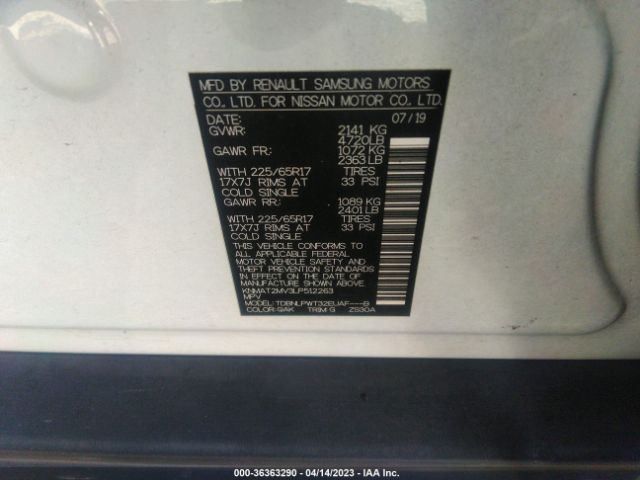 MFD BY RENAULT SAMSUNG MOTORS
CO., LTD. FOR NISSAN MOTOR CO., LTD.
DATE: 07/19
GVWR: 2141 KG
4720LB
GAWR FR: 1072 KG
2363 LB
WITH 225/65R17 TIRES
17X7J RIMS AT 33 PSI
COLD SINGLE
GAWR RR: 1089 KG
2401 LB
WITH 225/65R17 TIRES
17X7J RIMS AT 33 PSI
COLD SINGLE
THIS VEHICLE CONFORMS TO
ALL APPLICABLE FEDERAL
MOTOR VEHICLE SAFETY AND
THEFT PREVENTION STANDARDS
IN EFFECT ON THE DATE OF
MANUFACTURE SHOWN ABOVE
KNMAT2MV3LP512263
MPV
MODEL: TDBNLPWT32EUAF---B
COLOR: QAK TRIM G ZS30A
000-36363290 - 04/14/2023 - IAA Inc.